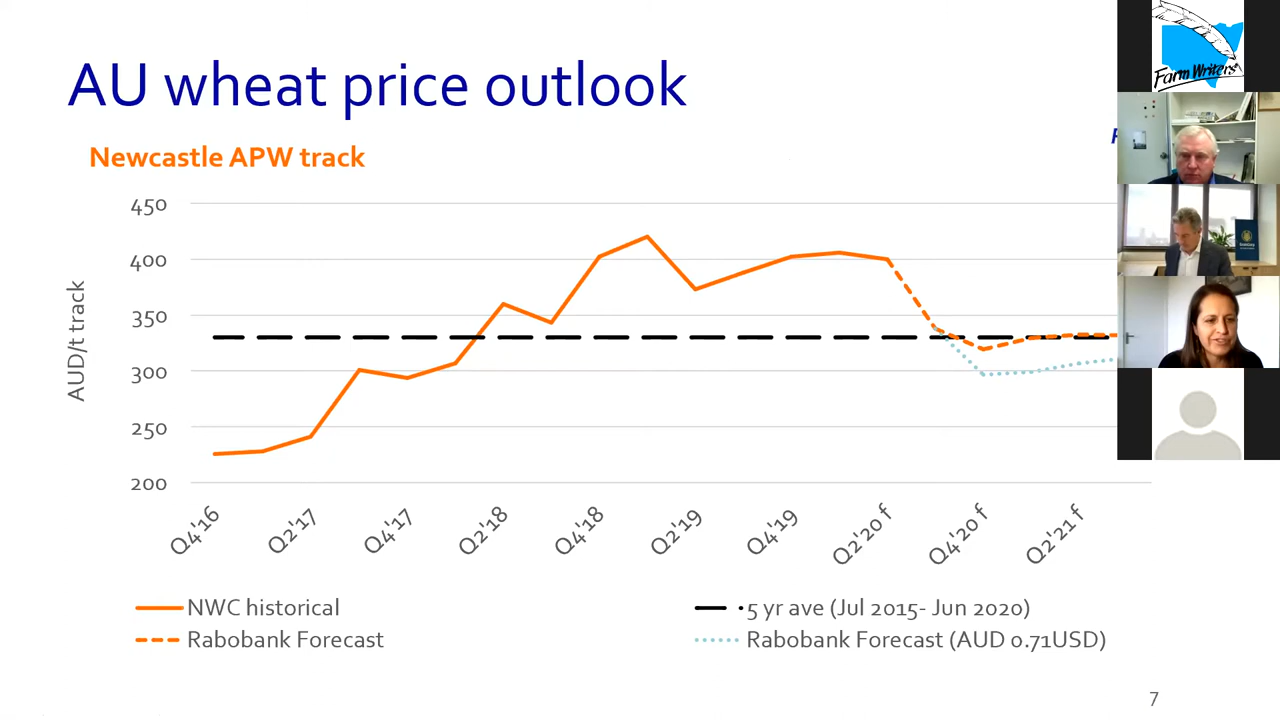 AU wheat price outlook
Newcastle APW track
Farm Writers
AUD/t track
450
400
350
300
250
200
Q4'16
Q2'17
Q4'17
Q2'18
Q4'18
Q2'19
Q4'19
Q2'20 f
Q4'20 f
Q2'21 f
NWC historical
5 yr ave (Jul 2015- Jun 2020)
Rabobank Forecast
Rabobank Forecast (AUD 0.71USD)
7